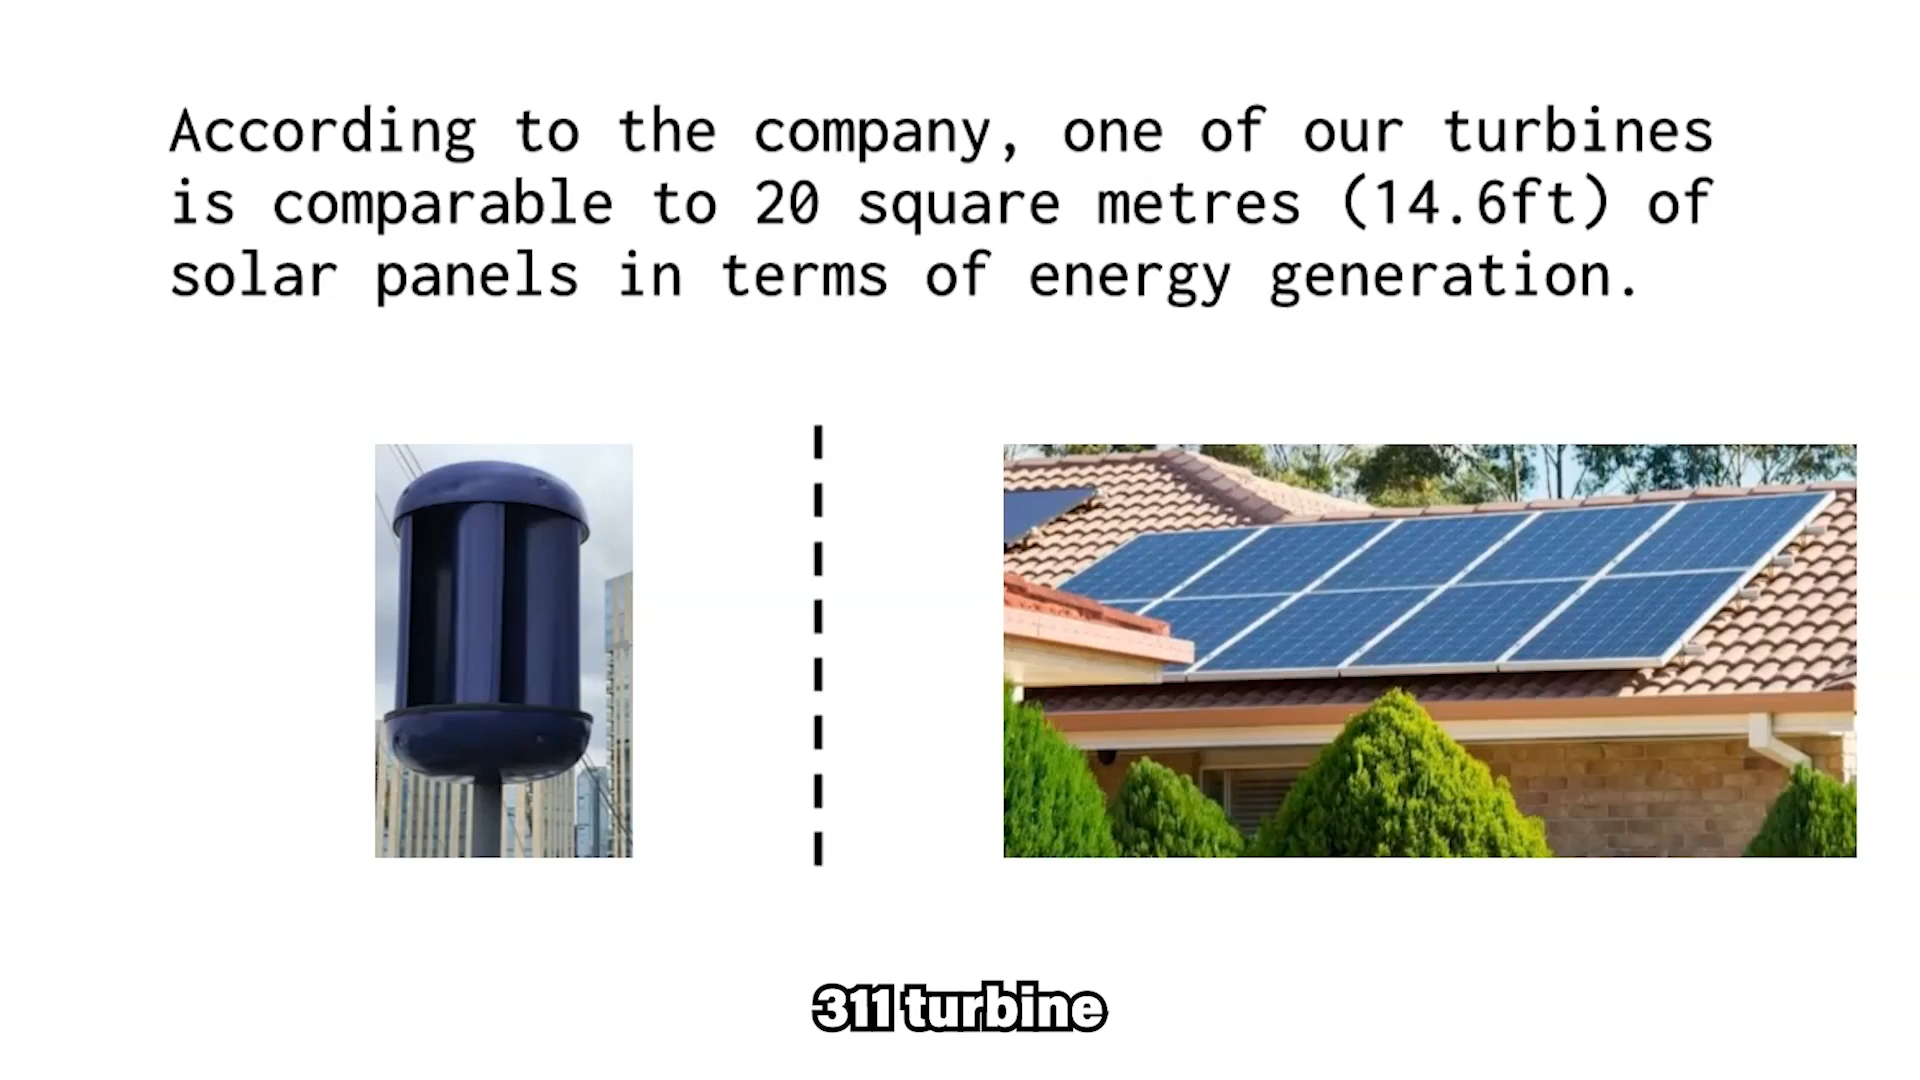 According to the company, one of our turbines
is comparable to 20 square metres (14.6ft) of
solar panels in terms of energy generation.
311 turbine